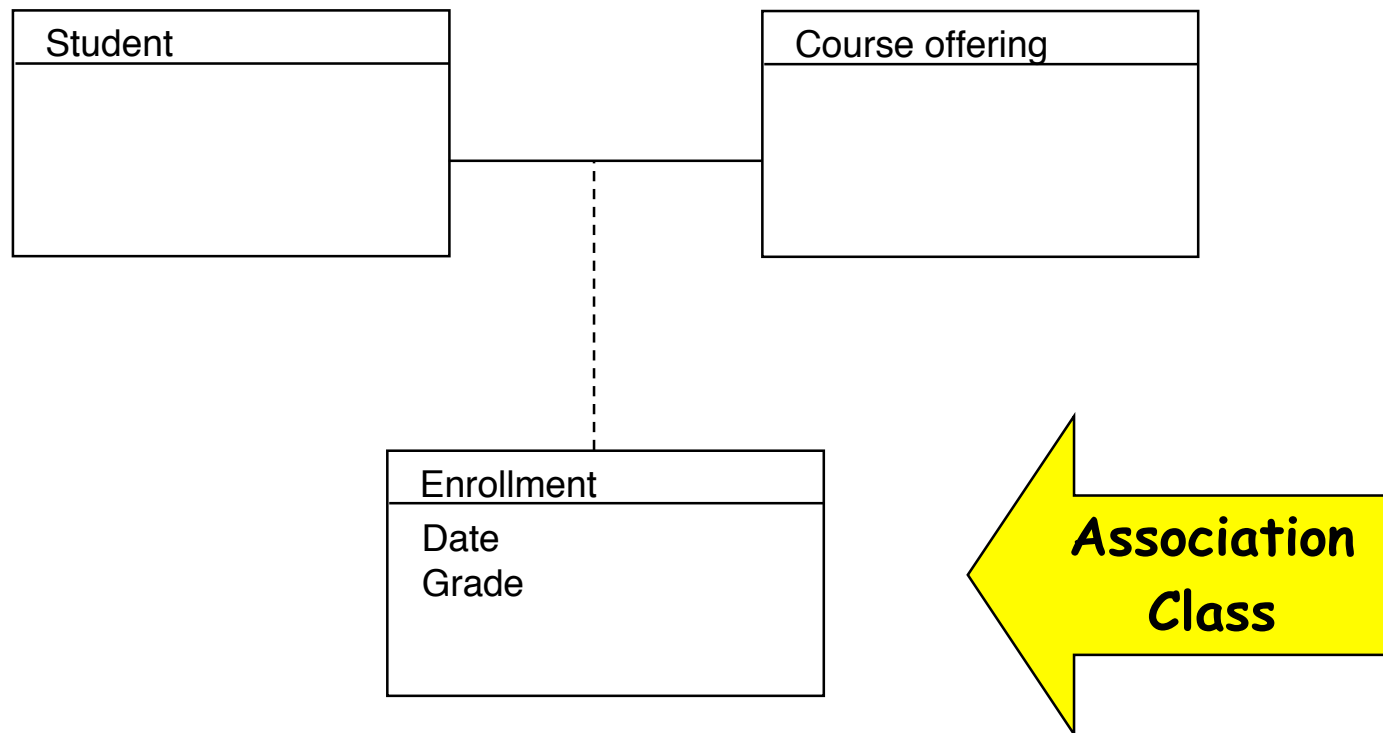 Student
Course offering
Enrollment
Date
Grade
Association
Class